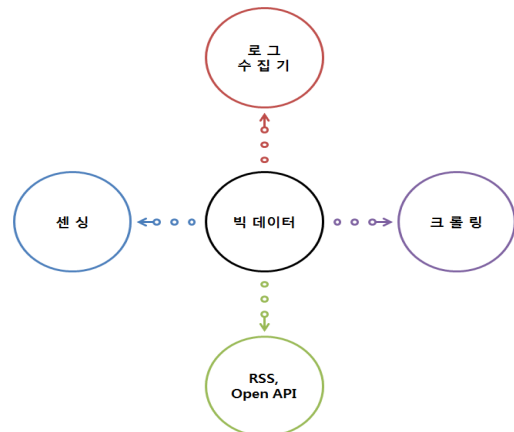 로그
수집기
센싱
빅 데이터
크롤링
RSS,
Open API